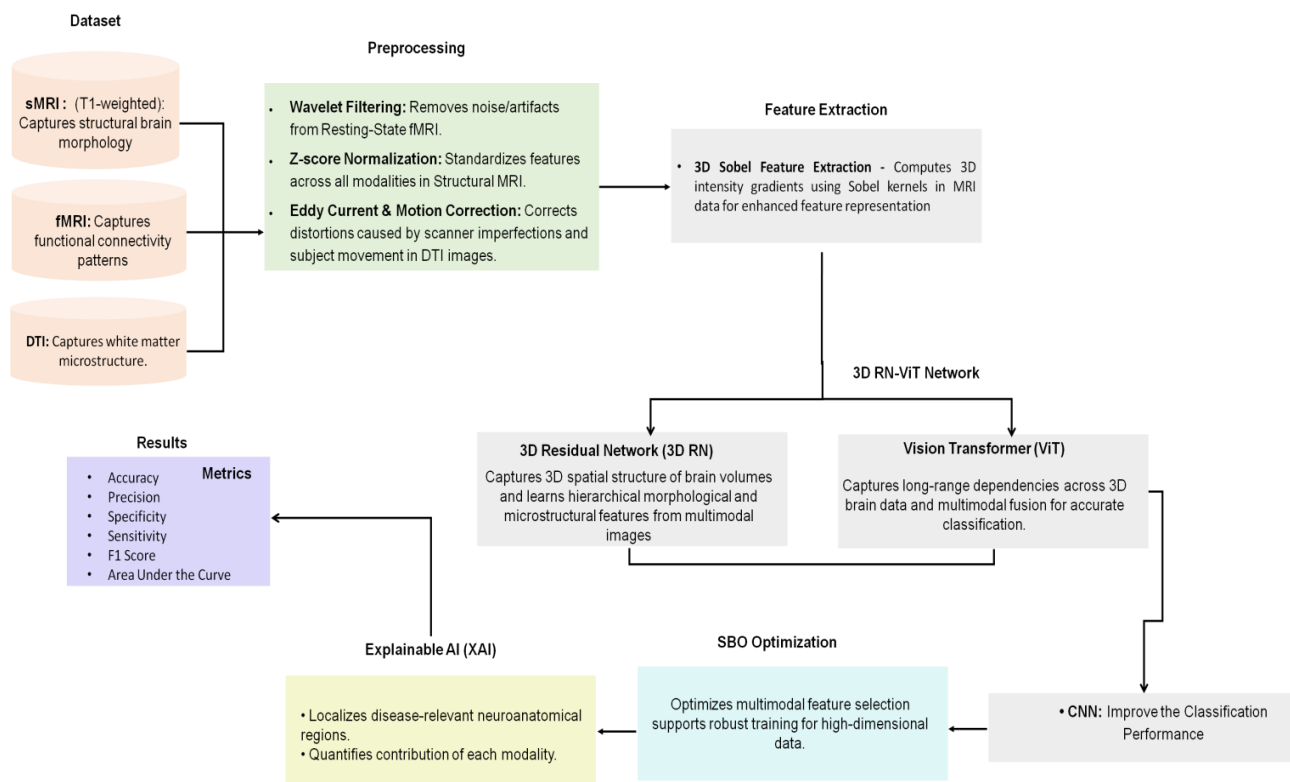 Dataset
sMRI : (T1-weighted):
Captures structural brain
morphology
fMRI: Captures
functional connectivity
patterns
DTI: Captures white matter
microstructure.
Preprocessing
• Wavelet Filtering: Removes noise/artifacts
from Resting-State fMRI.
• Z-score Normalization: Standardizes features
across all modalities in Structural MRI.
• Eddy Current & Motion Correction: Corrects
distortions caused by scanner imperfections and
subject movement in DTI images.
Feature Extraction
• 3D Sobel Feature Extraction - Computes 3D
intensity gradients using Sobel kernels in MRI
data for enhanced feature representation
3D RN-ViT Network
3D Residual Network (3D RN)
Captures 3D spatial structure of brain volumes
and learns hierarchical morphological and
microstructural features from multimodal
images
Vision Transformer (ViT)
Captures long-range dependencies across 3D
brain data and multimodal fusion for accurate
classification.
• CNN: Improve the Classification
Performance
SBO Optimization
Optimizes multimodal feature selection
supports robust training for high-dimensional
data.
Explainable AI (XAI)
• Localizes disease-relevant neuroanatomical
regions.
• Quantifies contribution of each modality.
Results
Metrics
• Accuracy
• Precision
• Specificity
• Sensitivity
• F1 Score
• Area Under the Curve